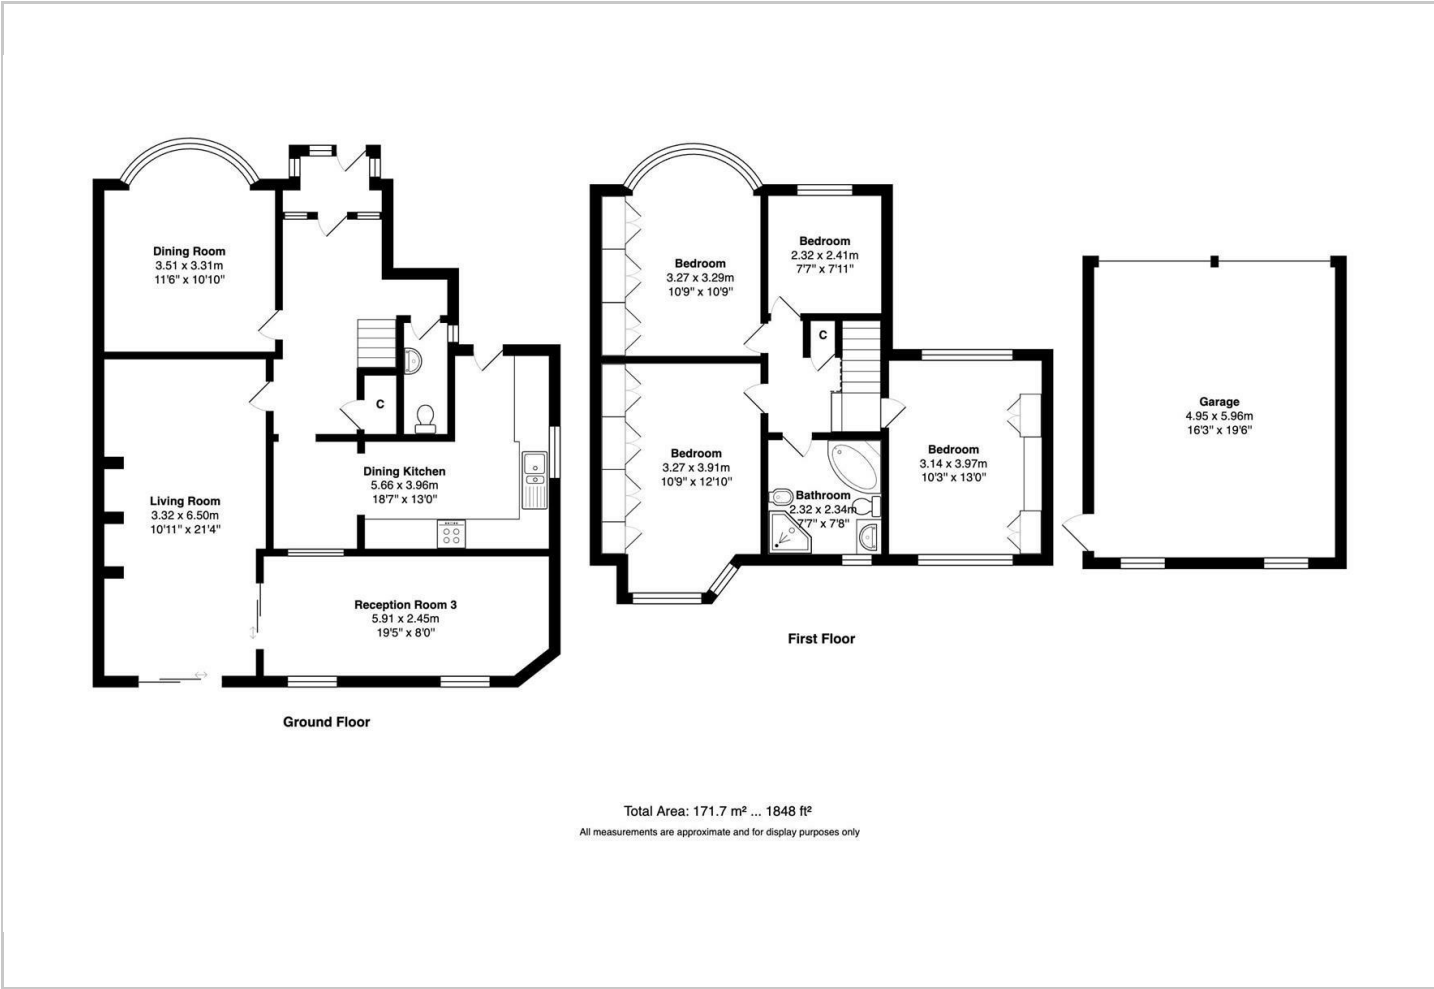 Dining Room
3.51 x 3.31m
11'6" x 10'10"
C
Dining Kitchen
5.66 x 3.96m
18'7" x 13'0"
Living Room
3.32 x 6.50m
10'11" x 21'4"
Reception Room 3
5.91 x 2.45m
19'5" x 8'0"
Ground Floor
Bedroom
3.27 x 3.29m
10'9" x 10'9"
Bedroom
2.32 x 2.41m
7'7" x 7'11"
C
Bedroom
3.27 x 3.91m
10'9" x 12'10"
Bathroom
2.32 x 2.34m
7'7" x 7'8"
Bedroom
3.14 x 3.97m
10'3" x 13'0"
First Floor
Garage
4.95 x 5.96m
16'3" x 19'6"
Total Area: 171.7 m² ... 1848 ft²
All measurements are approximate and for display purposes only